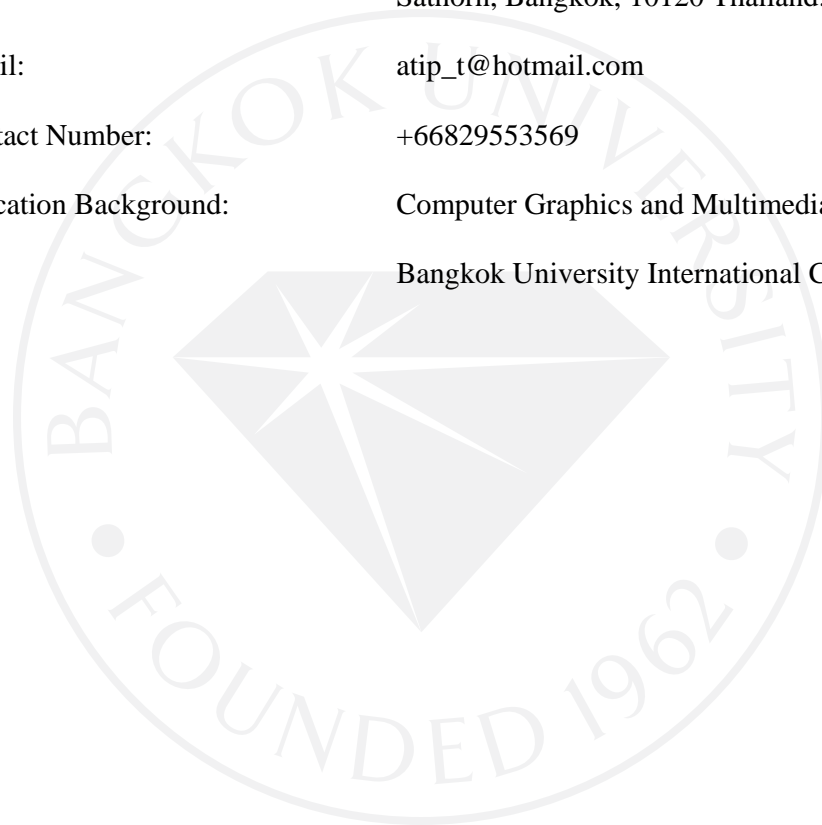 Sathorn, Bangkok, 10120 Thailand.
il: atip_t@hotmail.com
tact Number: +66829553569
cation Background: Computer Graphics and Multimedia
Bangkok University International C
BANGKOK UNIVERSITY
FOUNDED 1962